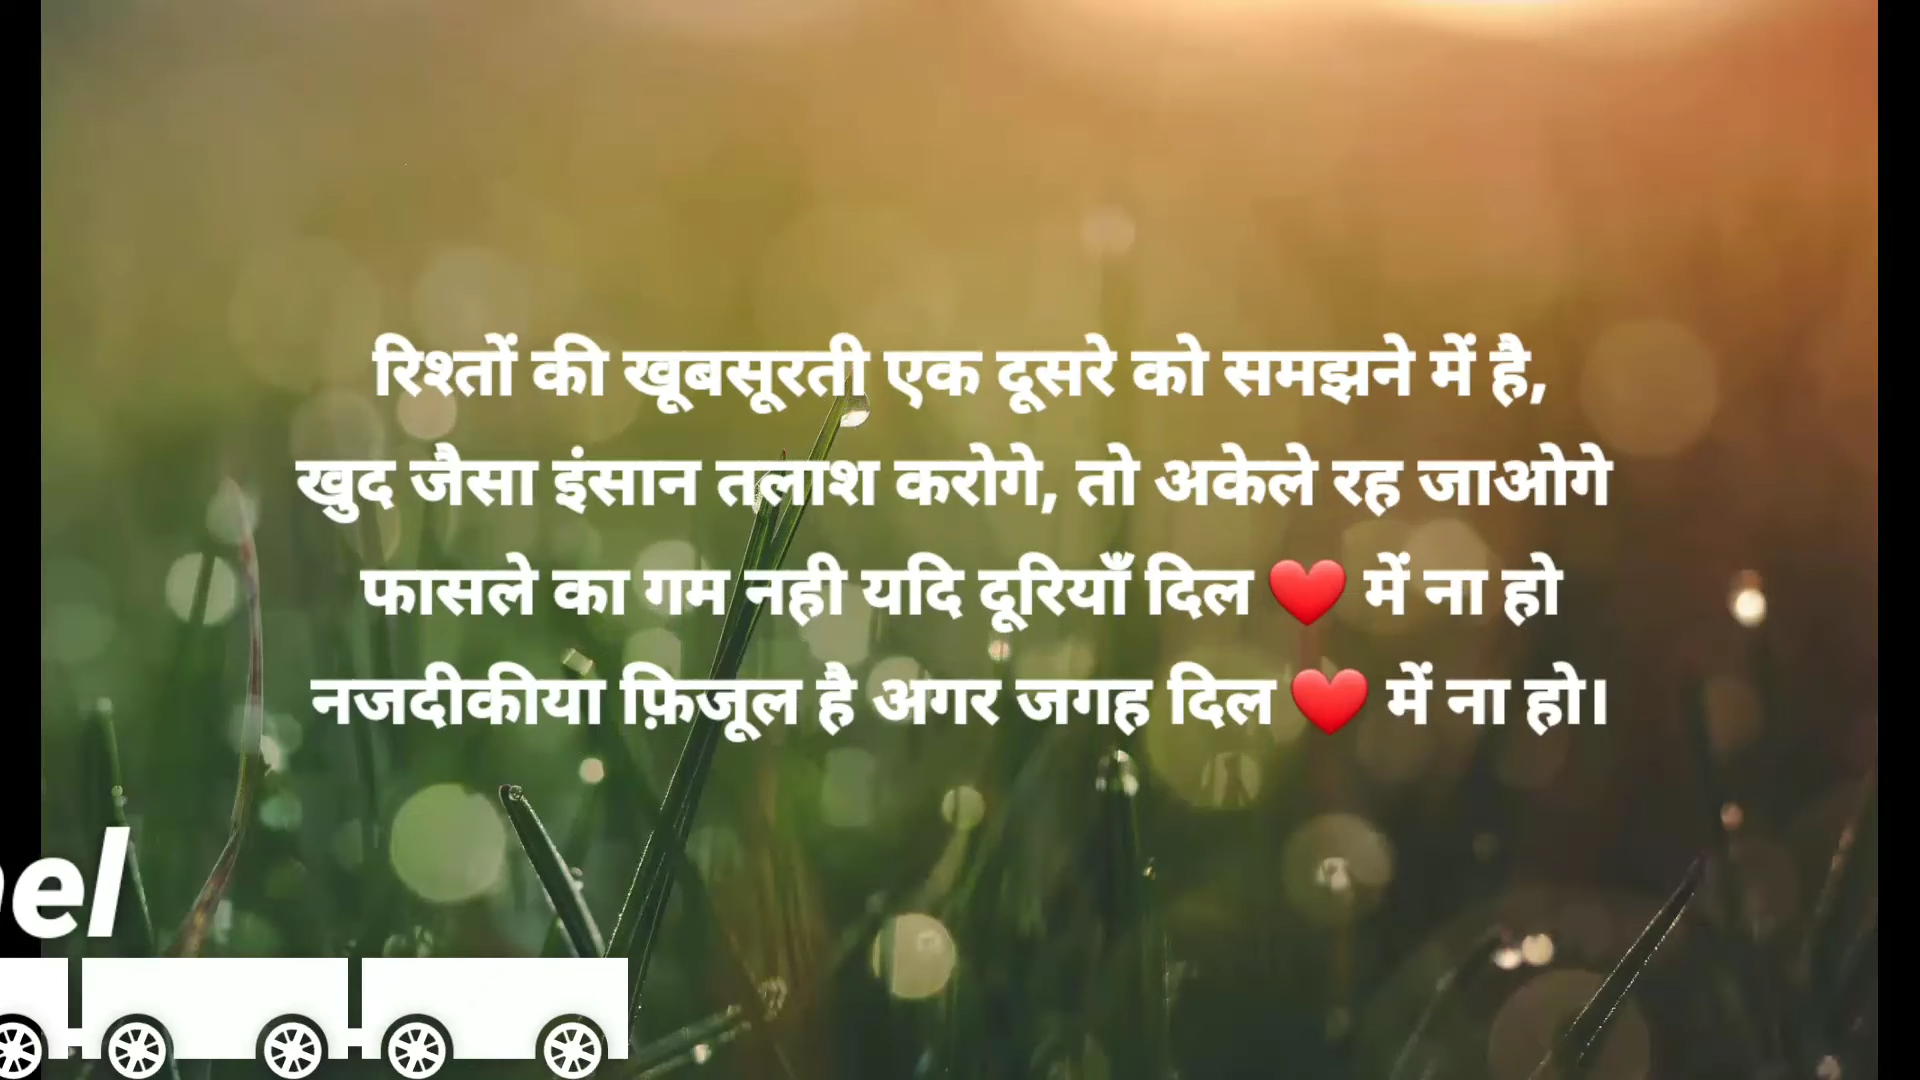 रिश्तों की खूबसूरती एक दूसरे को समझने में है,
खुद जैसा इंसान तलाश करोगे, तो अकेले रह जाओगे
फासले का गम नही यदि दूरियाँ दिल ❤️ में ना हो
नजदीकीया फ़िजूल है अगर जगह दिल ❤️ में ना हो।